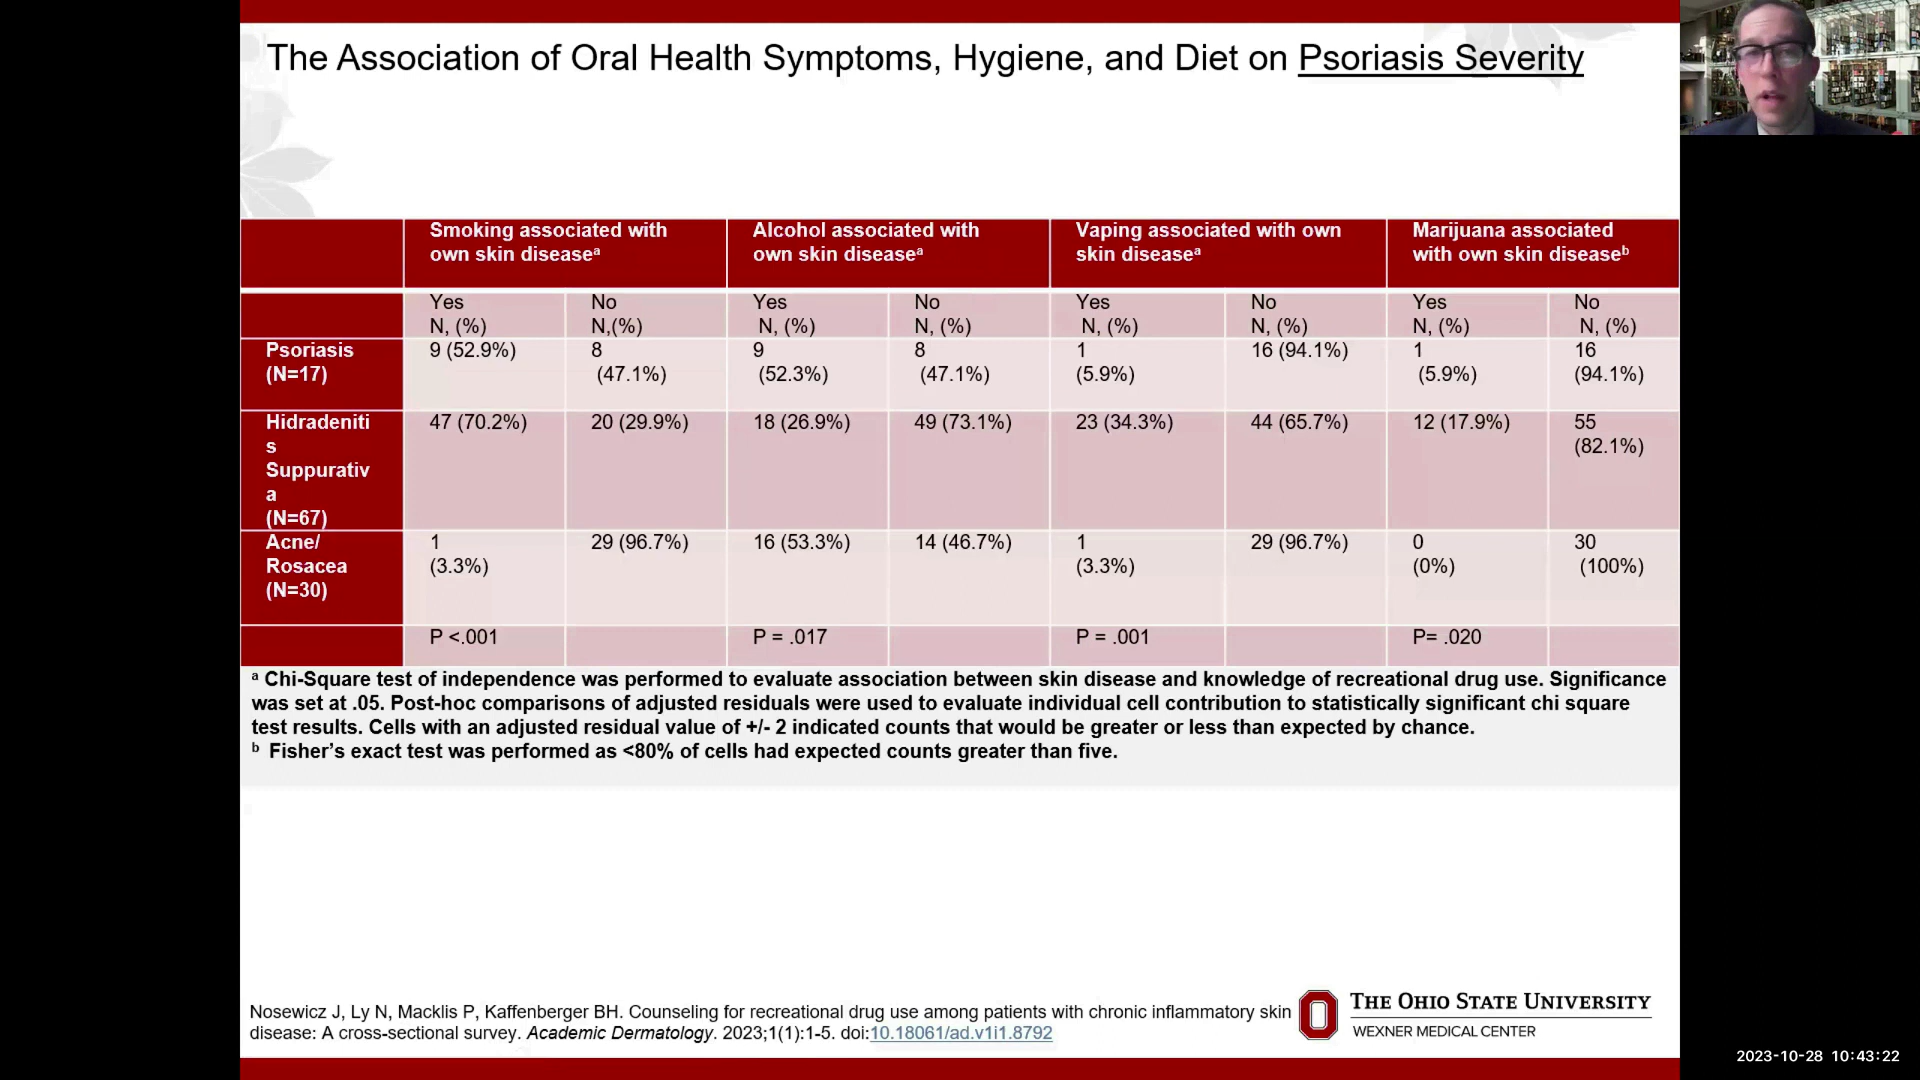 The Association of Oral Health Symptoms, Hygiene, and Diet on Psoriasis Severity
Smoking associated with
own skin diseaseᵃ
Alcohol associated with
own skin diseaseᵃ
Vaping associated with own
skin diseaseᵃ
Marijuana associated
with own skin diseaseᵇ
Yes
N, (%)
No
N,(%)
Yes
N, (%)
No
N, (%)
Yes
N, (%)
No
N, (%)
Yes
N, (%)
No
N, (%)
Psoriasis
(N=17)
9 (52.9%)
8
(47.1%)
9
(52.3%)
8
(47.1%)
1
(5.9%)
16 (94.1%)
1
(5.9%)
16
(94.1%)
Hidradeniti
s
Suppurativ
a
(N=67)
47 (70.2%)
20 (29.9%)
18 (26.9%)
49 (73.1%)
23 (34.3%)
44 (65.7%)
12 (17.9%)
55
(82.1%)
Acne/
Rosacea
(N=30)
1
(3.3%)
29 (96.7%)
16 (53.3%)
14 (46.7%)
1
(3.3%)
29 (96.7%)
0
(0%)
30
(100%)
P <.001
P = .017
P = .001
P= .020
ᵃ Chi-Square test of independence was performed to evaluate association between skin disease and knowledge of recreational drug use. Significance
was set at .05. Post-hoc comparisons of adjusted residuals were used to evaluate individual cell contribution to statistically significant chi square
test results. Cells with an adjusted residual value of +/- 2 indicated counts that would be greater or less than expected by chance.
ᵇ Fisher’s exact test was performed as <80% of cells had expected counts greater than five.
Nosewicz J, Ly N, Macklis P, Kaffenberger BH. Counseling for recreational drug use among patients with chronic inflammatory skin
disease: A cross-sectional survey. Academic Dermatology. 2023;1(1):1-5. doi:10.18061/ad.v1i1.8792
THE OHIO STATE UNIVERSITY
WEXNER MEDICAL CENTER
2023-10-28 10:43:22